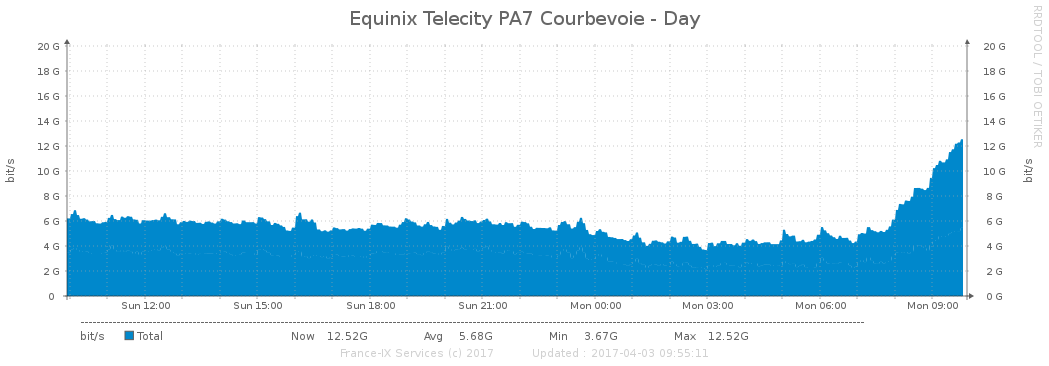 Equinix Telecity PA7 Courbevoie - Day
RRDTOOL / TOBI OETIKER
bit/s
20 G
18 G
16 G
14 G
12 G
10 G
8 G
6 G
4 G
2 G
0
20 G
18 G
16 G
14 G
12 G
10 G
8 G
6 G
4 G
2 G
0 G
bit/s
Sun 12:00 Sun 15:00 Sun 18:00 Sun 21:00 Mon 00:00 Mon 03:00 Mon 06:00 Mon 09:00
bit/s Total Now 12.52G Avg 5.68G Min 3.67G Max 12.52G
France-IX Services (c) 2017 Updated : 2017-04-03 09:55:11